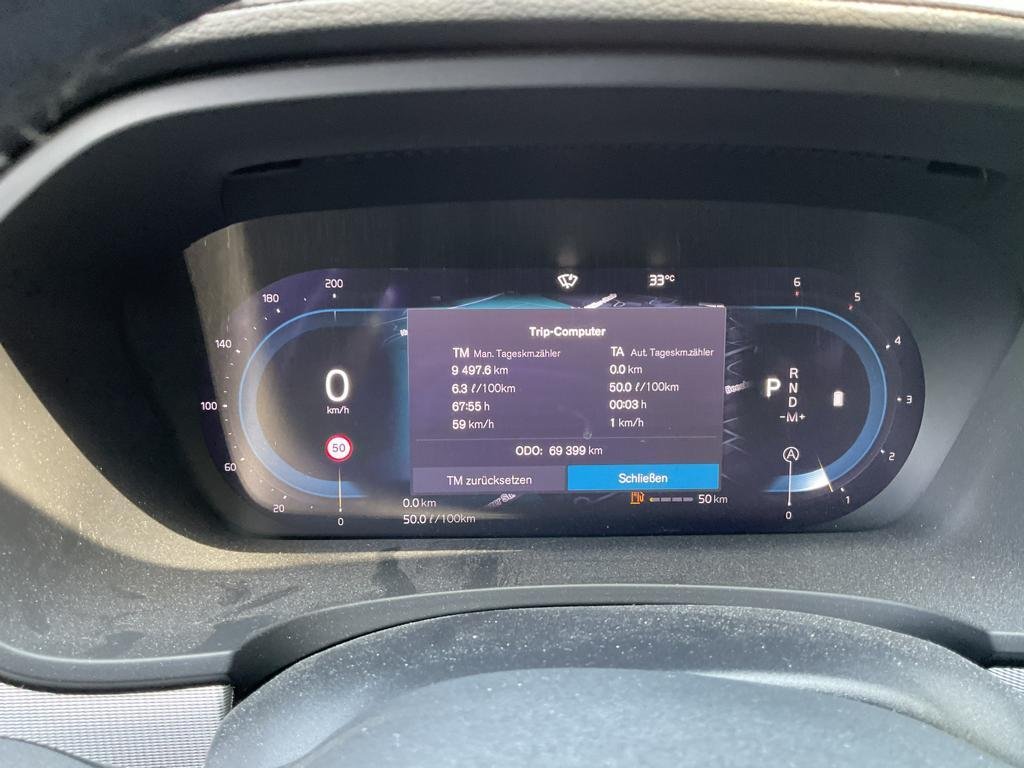 33°C
200
180
140
100
60
20
0
0
km/h
50
Trip-Computer
TM Man. Tageskm.zähler
9 497.6 km
6.3 ℓ/100km
67:55 h
59 km/h
TA Aut. Tageskm.zähler
0.0 km
50.0 ℓ/100km
00:03 h
1 km/h
ODO: 69 399 km
TM zurücksetzen
Schließen
0.0 km
50.0 ℓ/100km
50 km
P
R
N
D
-M+
A
6
5
4
3
2
1
0